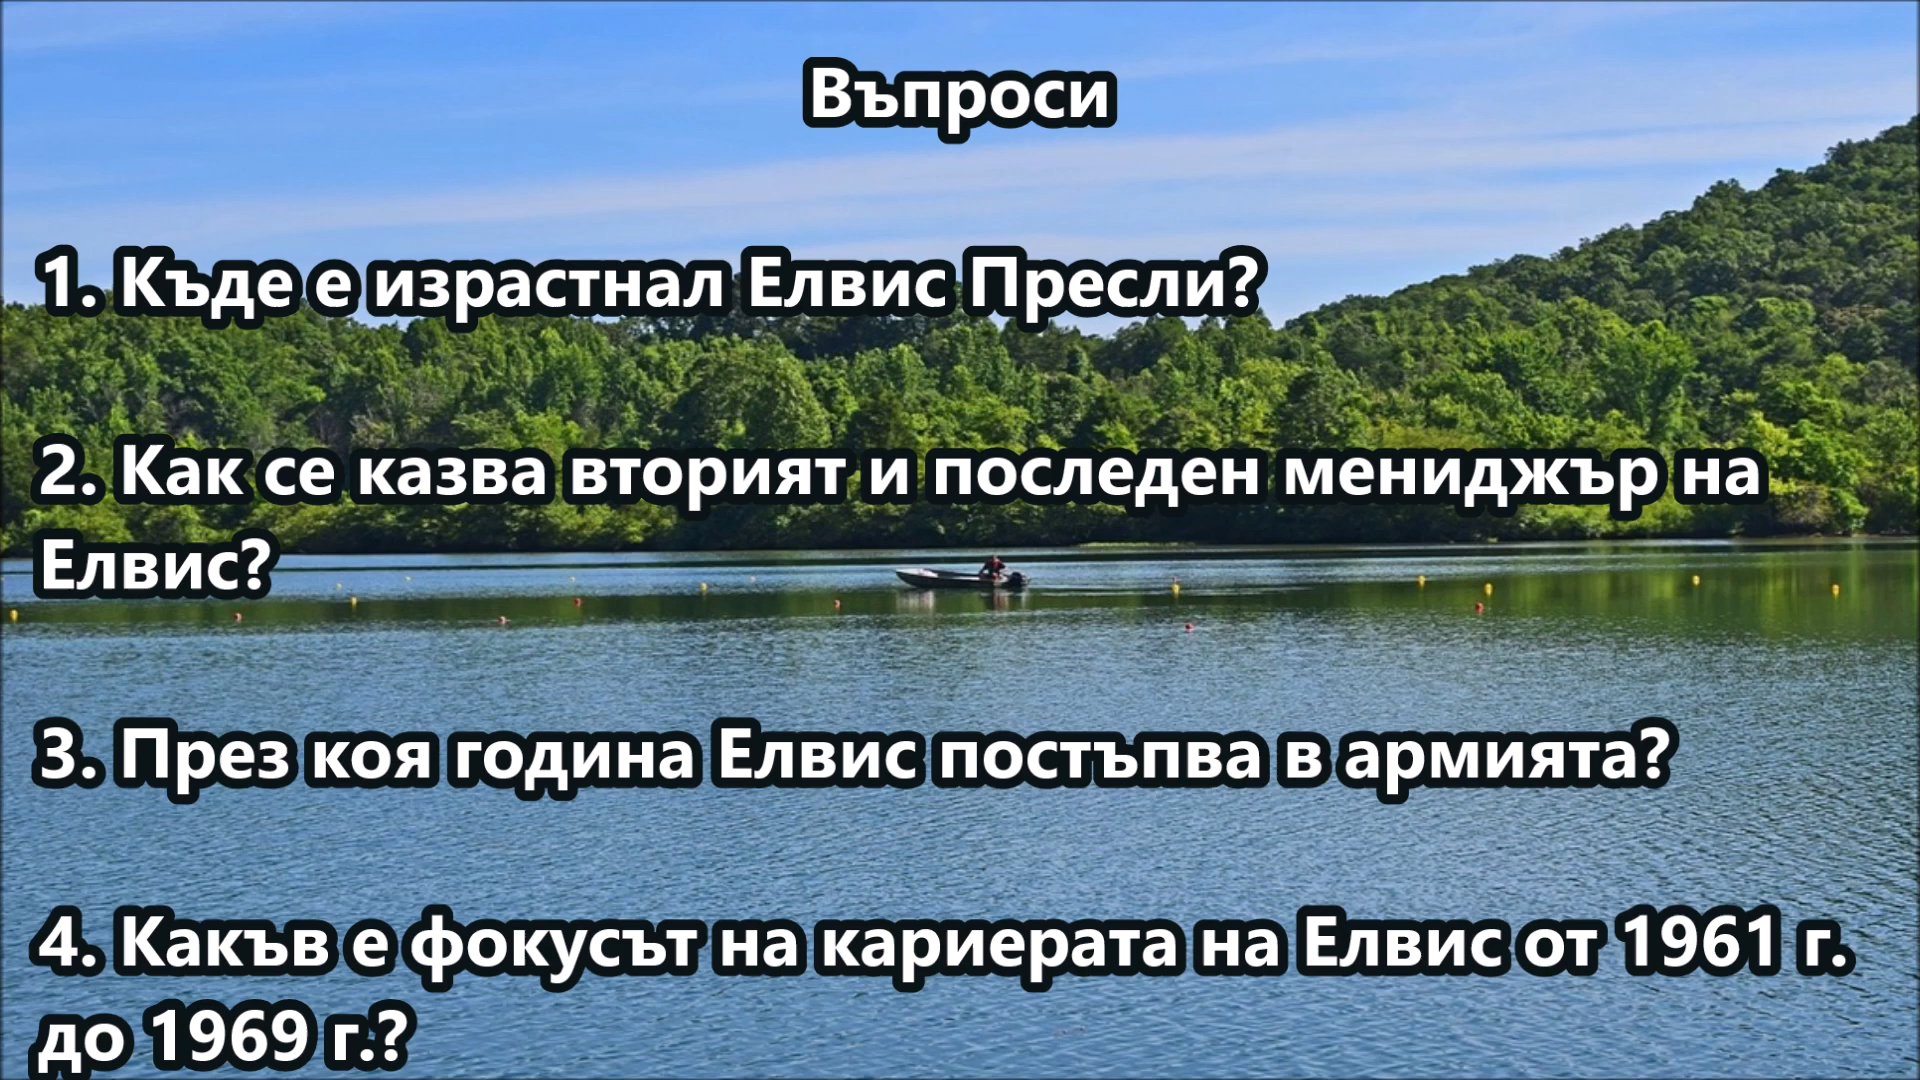 Въпроси
1. Къде е израстнал Елвис Пресли?
2. Как се казва вторият и последен мениджър на
Елвис?
3. През коя година Елвис постъпва в армията?
4. Какъв е фокусът на кариерата на Елвис от 1961 г.
до 1969 г.?